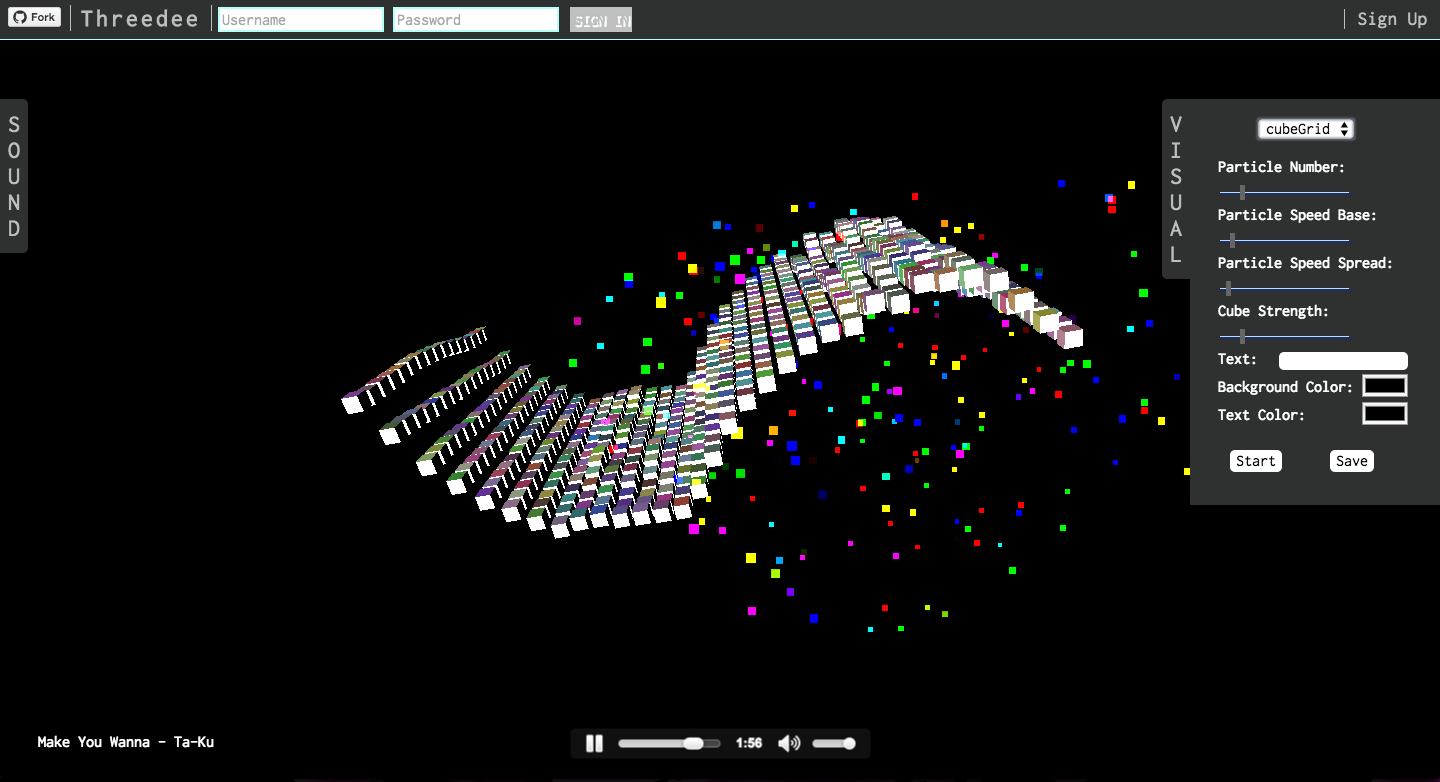 Fork
Threedee
Username
Password
SIGN IN
Sign Up
SOUND
VISUAL
cubeGrid
Particle Number:
Particle Speed Base:
Particle Speed Spread:
Cube Strength:
Text:
Background Color:
Text Color:
Start
Save
Make You Wanna - Ta-Ku
1:56